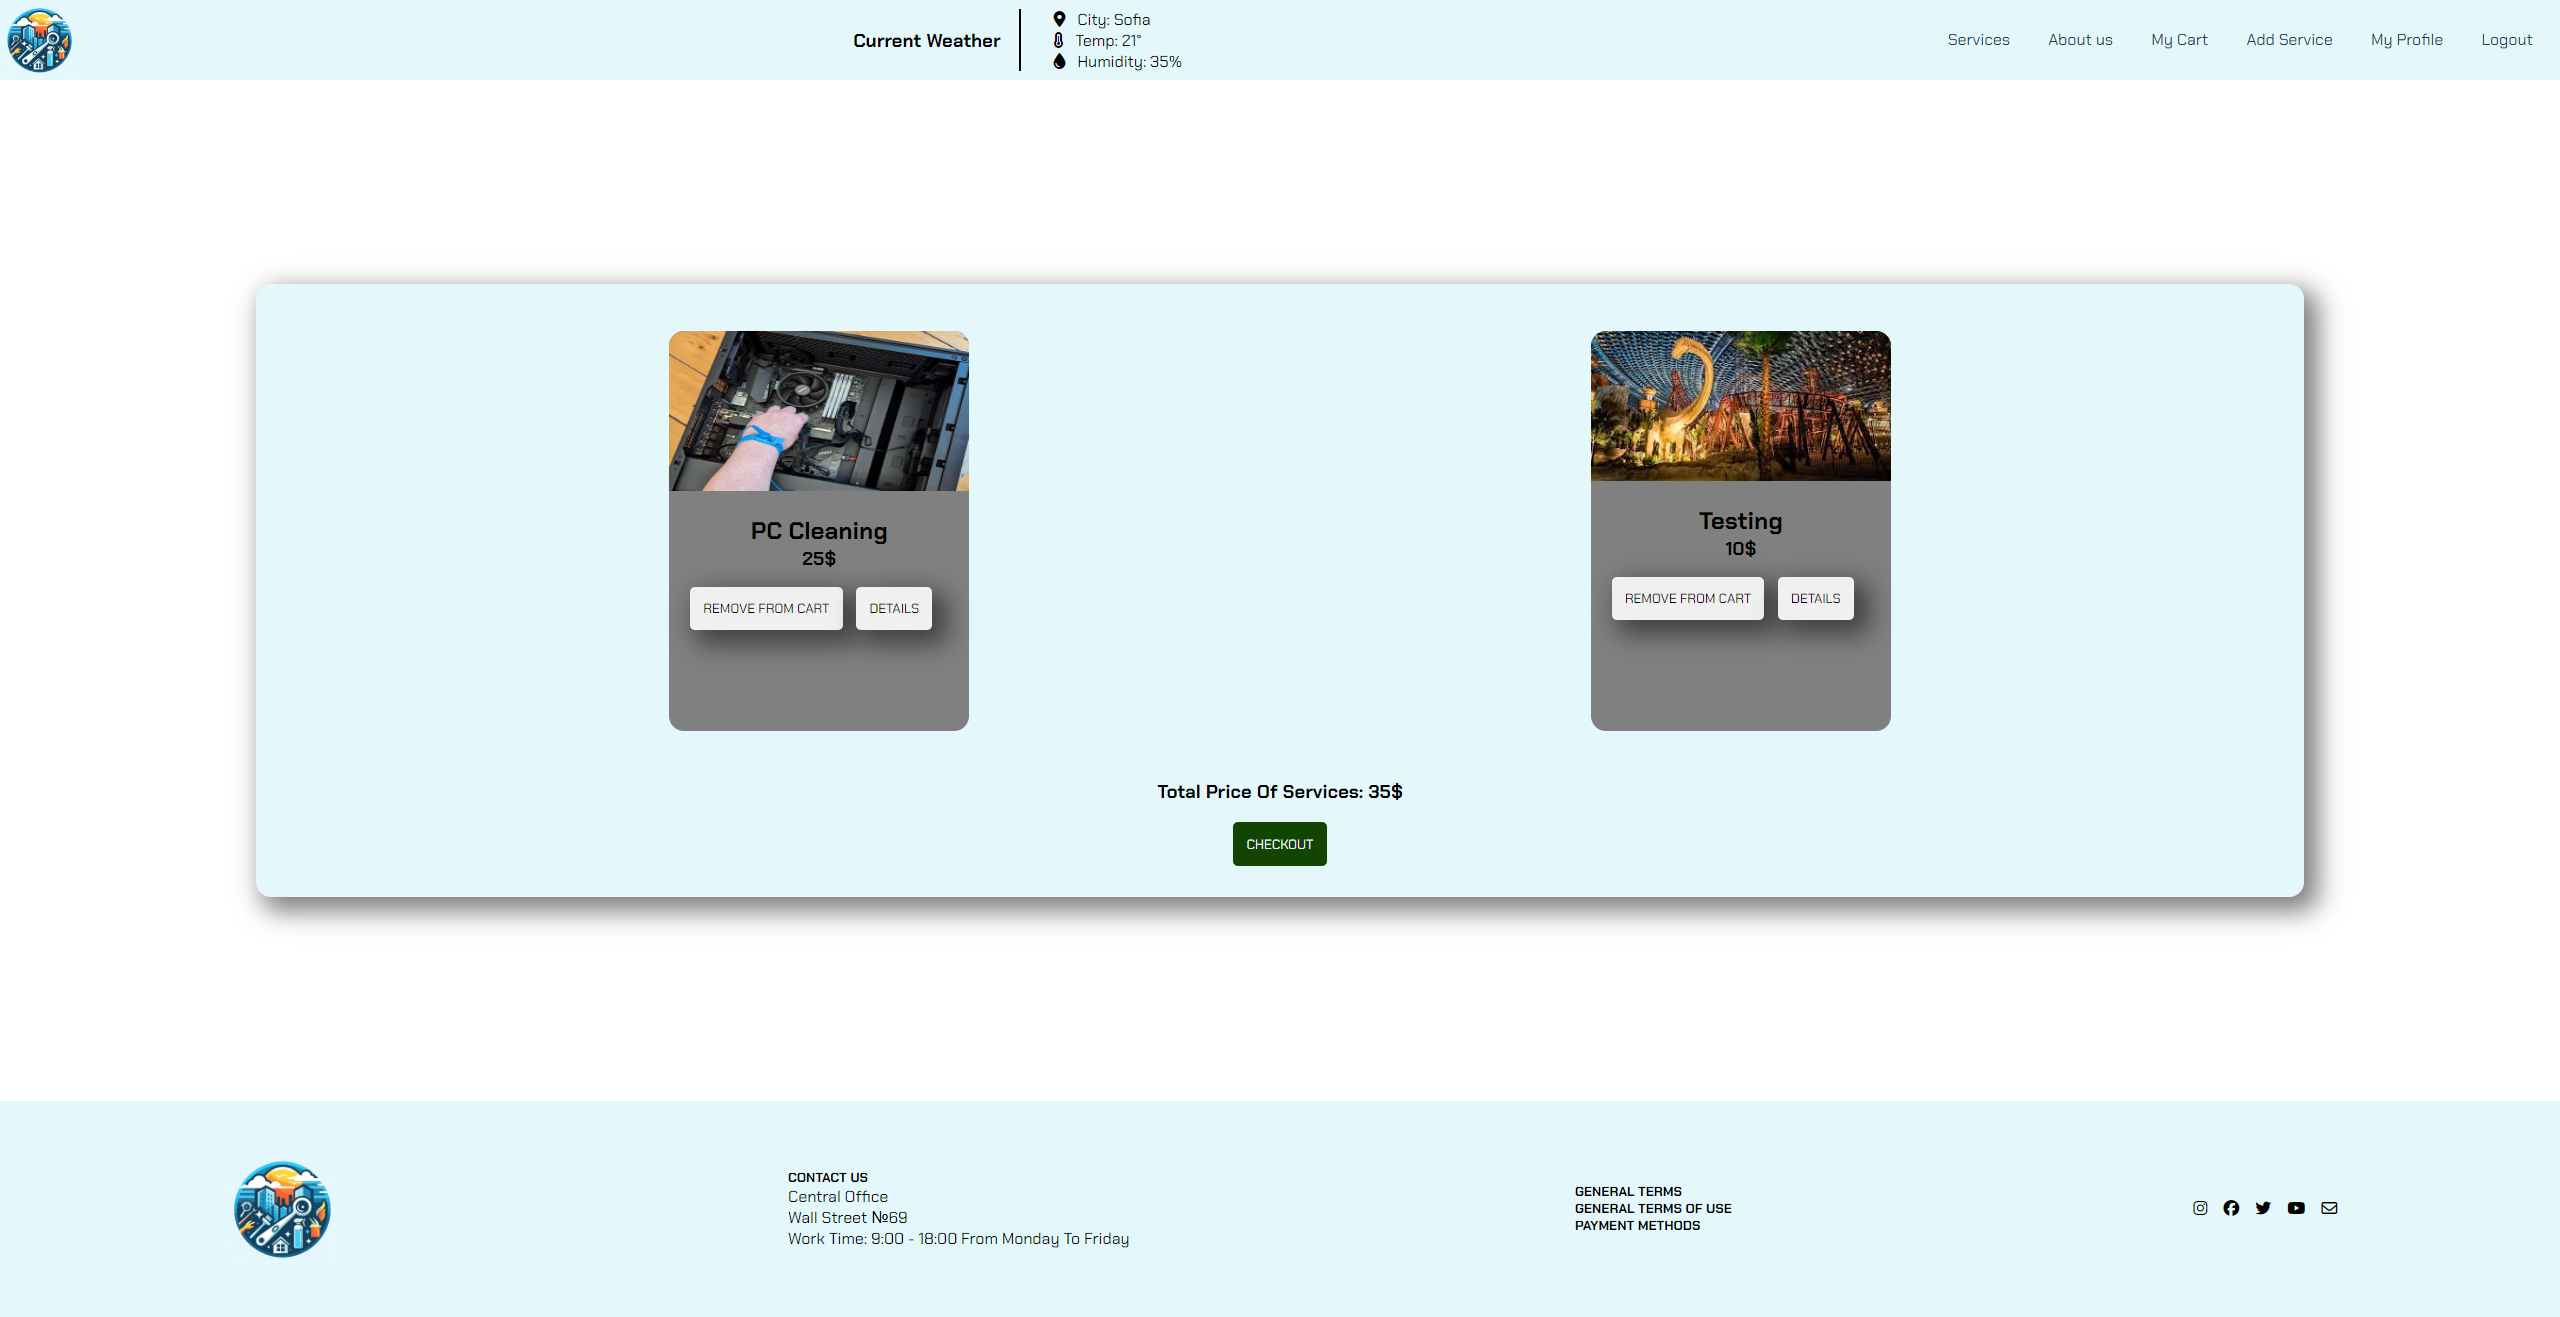 Current Weather
City: Sofia
Temp: 21°
Humidity: 35%
Services
About us
My Cart
Add Service
My Profile
Logout
PC Cleaning
25$
REMOVE FROM CART
DETAILS
Testing
10$
REMOVE FROM CART
DETAILS
Total Price Of Services: 35$
CHECKOUT
CONTACT US
Central Office
Wall Street №69
Work Time: 9:00 - 18:00 From Monday To Friday
GENERAL TERMS
GENERAL TERMS OF USE
PAYMENT METHODS